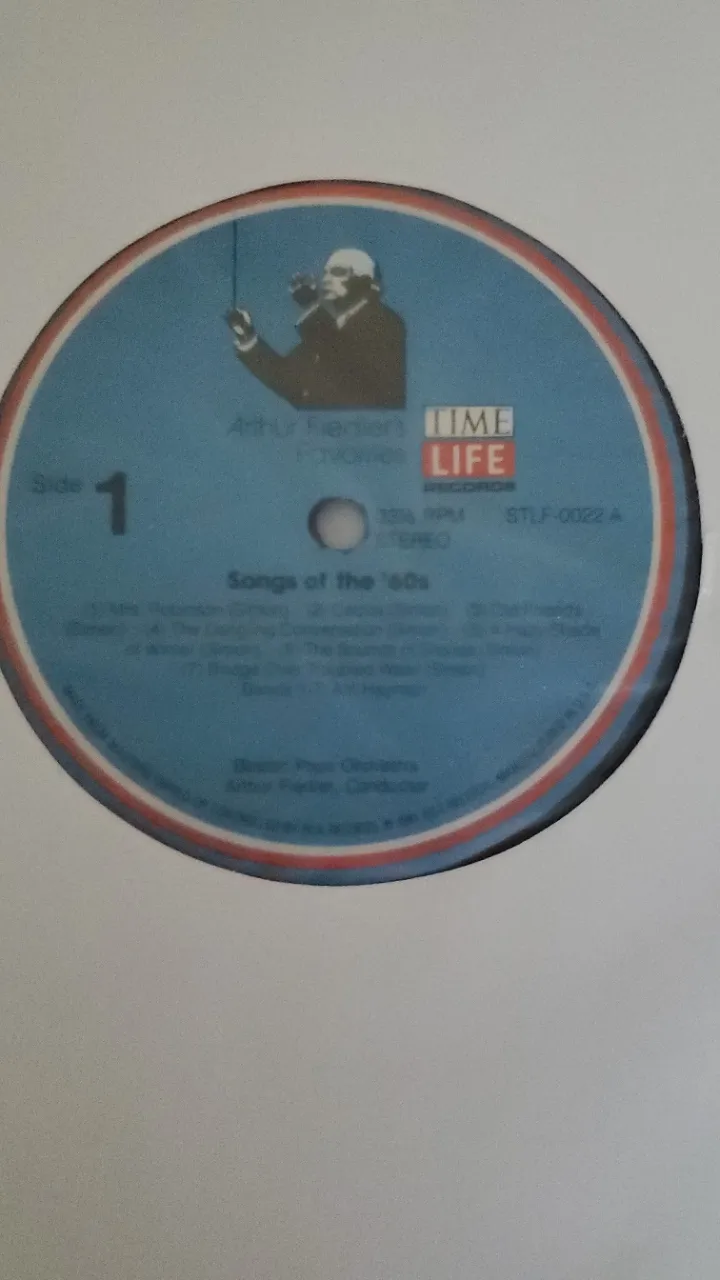 Arthur Fiedler's
Favorites
TIME
LIFE
RECORDS
Side 1
33⅓ RPM STLF-0022 A
STEREO
Songs of the '60s
(1) Mrs. Robinson (Simon) (2) Cecilia (Simon) (3) Old Friends
(Simon) (4) The Dangling Conversation (Simon) (5) A Hazy Shade
of Winter (Simon) (6) The Sounds of Silence (Simon)
(7) Bridge Over Troubled Water (Simon)
Bands 1-7:
Boston Pops Orchestra
Arthur Fiedler, Conductor